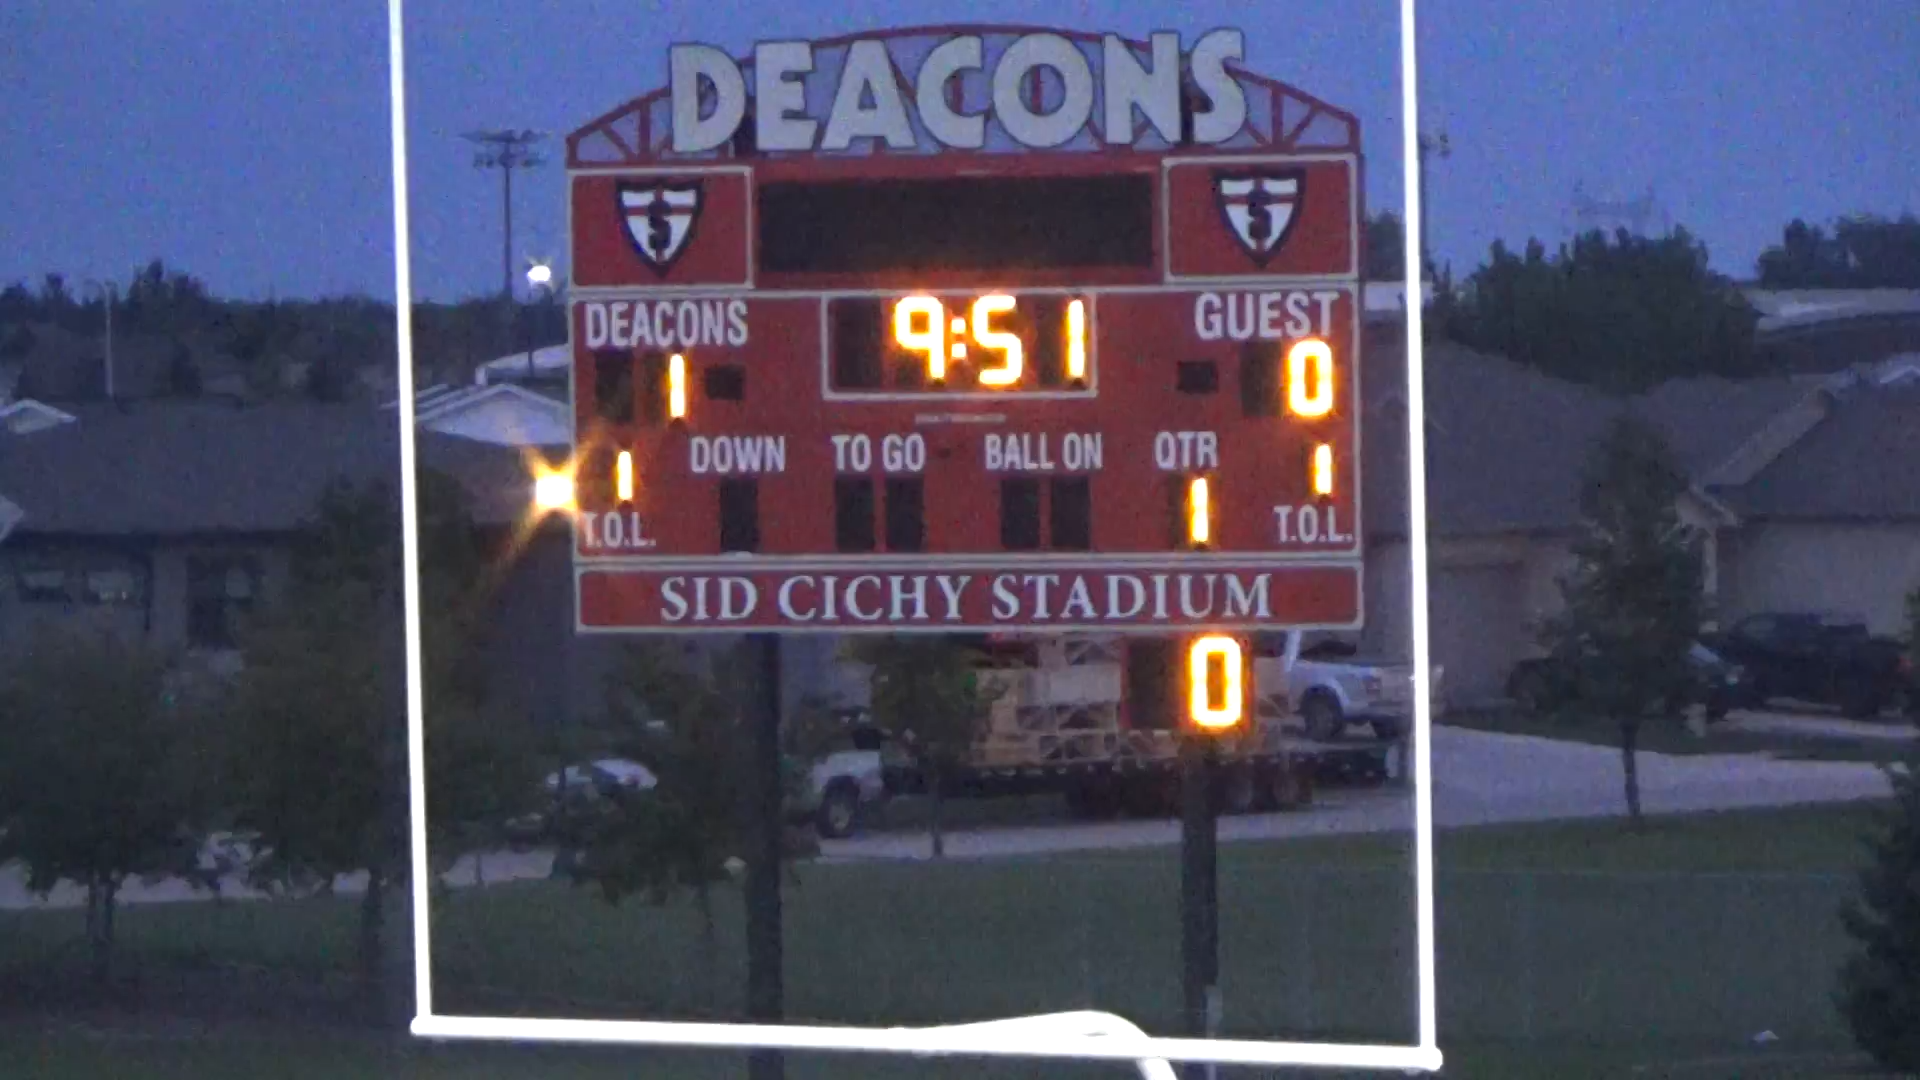 DEACONS
DEACONS 9:51 GUEST
1 0
DOWN TO GO BALL ON QTR
1 1 1
T.O.L. T.O.L.
SID CICHY STADIUM
0